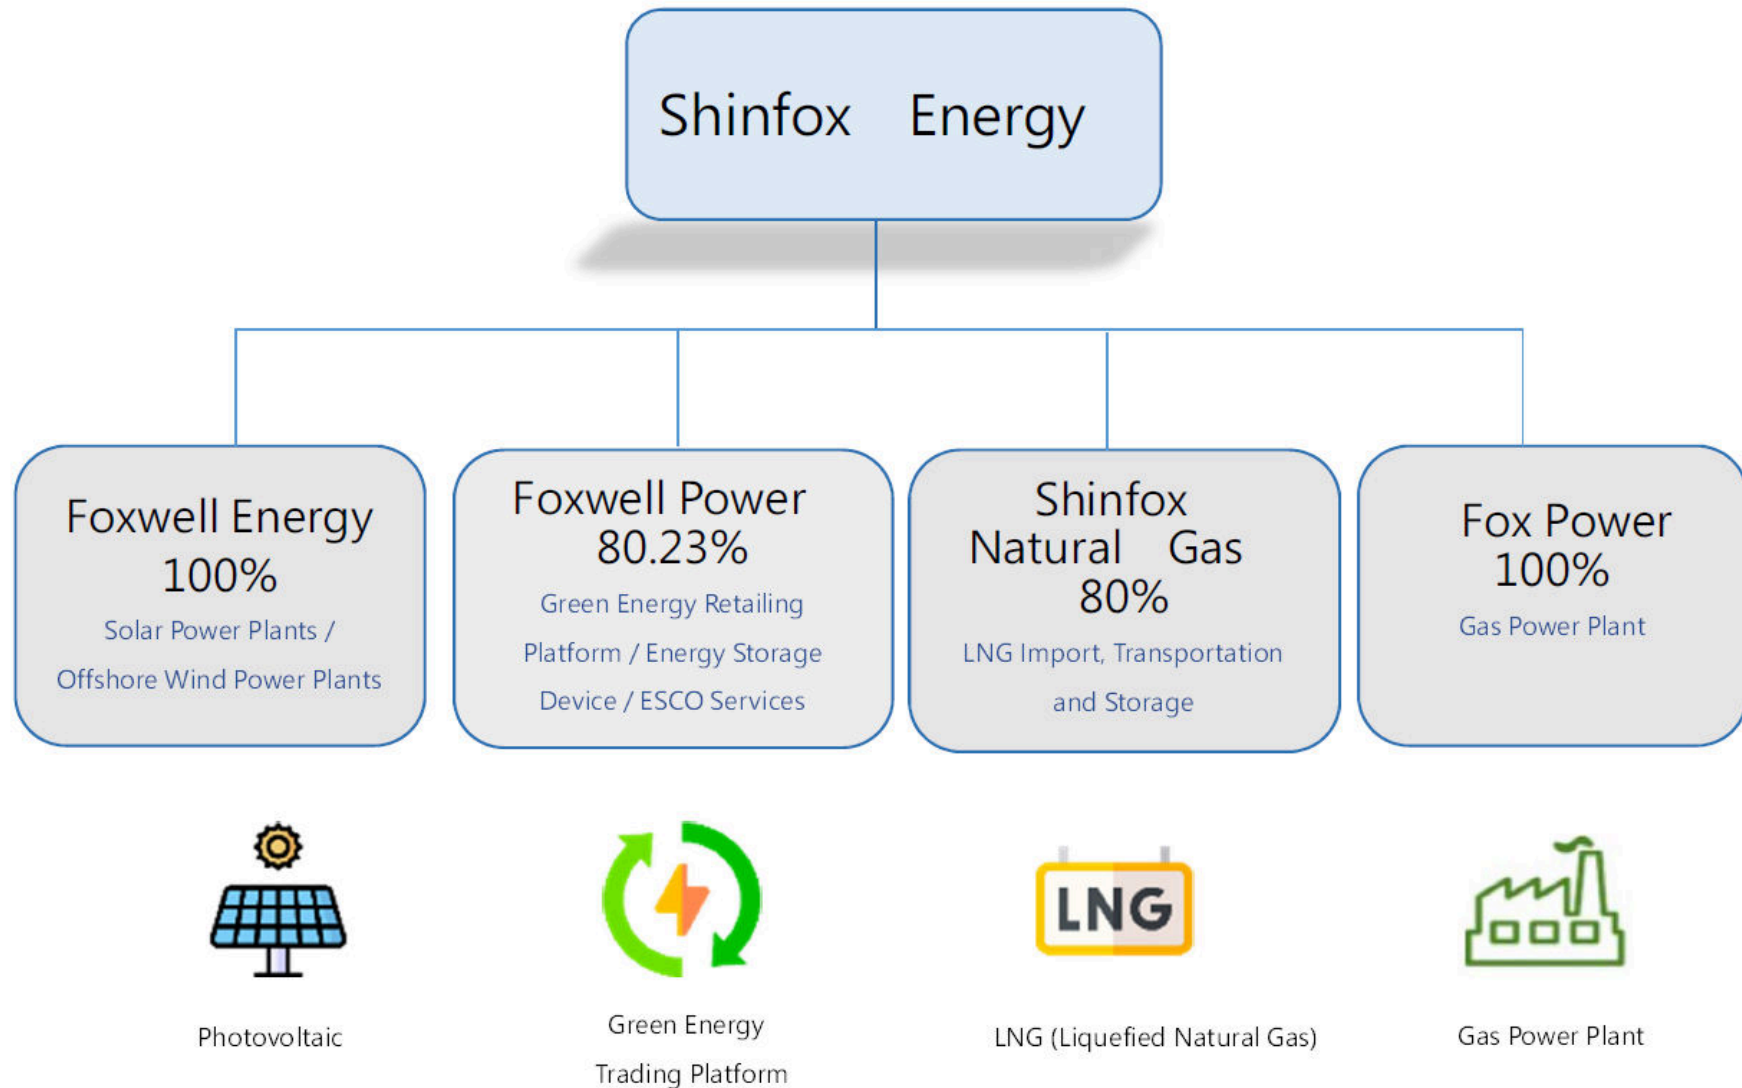 Shinfox Energy
Foxwell Energy
100%
Solar Power Plants /
Offshore Wind Power Plants
Foxwell Power
80.23%
Green Energy Retailing
Platform / Energy Storage
Device / ESCO Services
Shinfox
Natural Gas
80%
LNG Import, Transportation
and Storage
Fox Power
100%
Gas Power Plant
LNG
Photovoltaic
Green Energy
Trading Platform
LNG (Liquefied Natural Gas)
Gas Power Plant